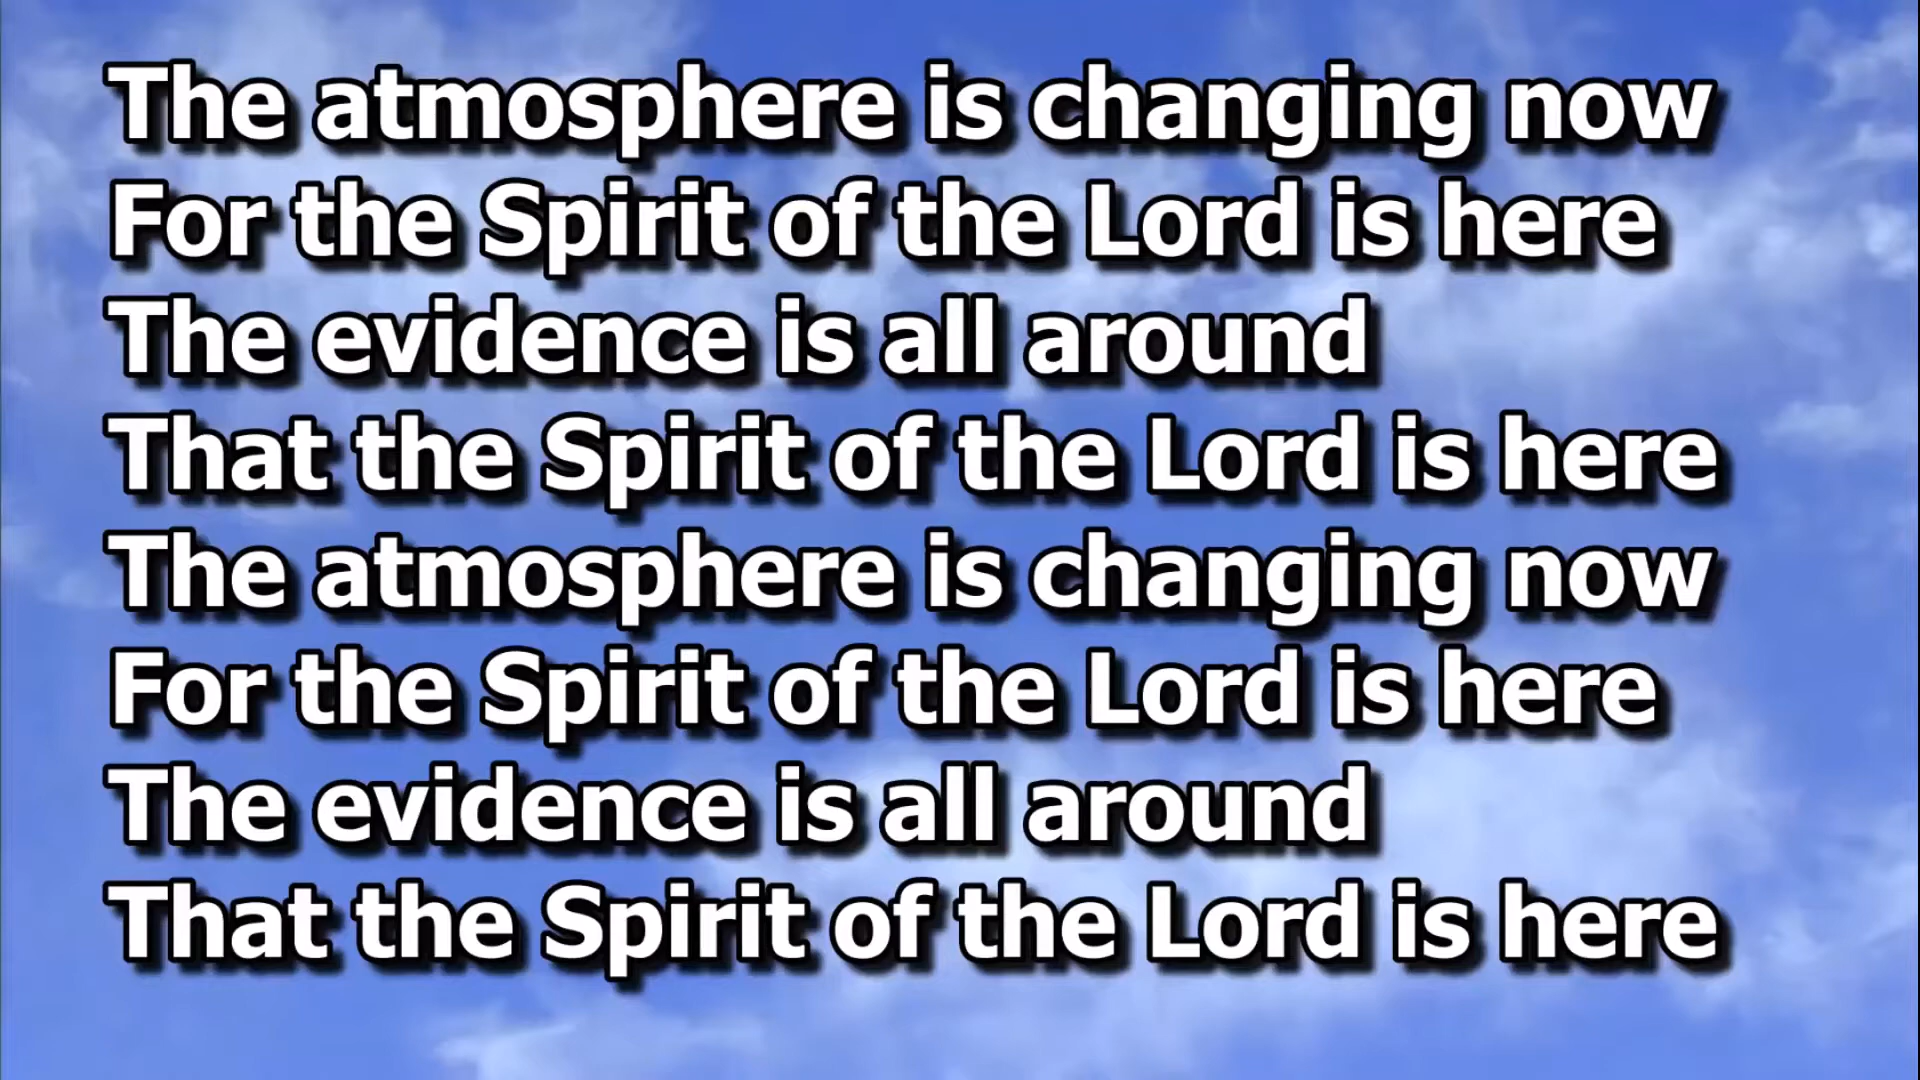 The atmosphere is changing now
For the Spirit of the Lord is here
The evidence is all around
That the Spirit of the Lord is here
The atmosphere is changing now
For the Spirit of the Lord is here
The evidence is all around
That the Spirit of the Lord is here